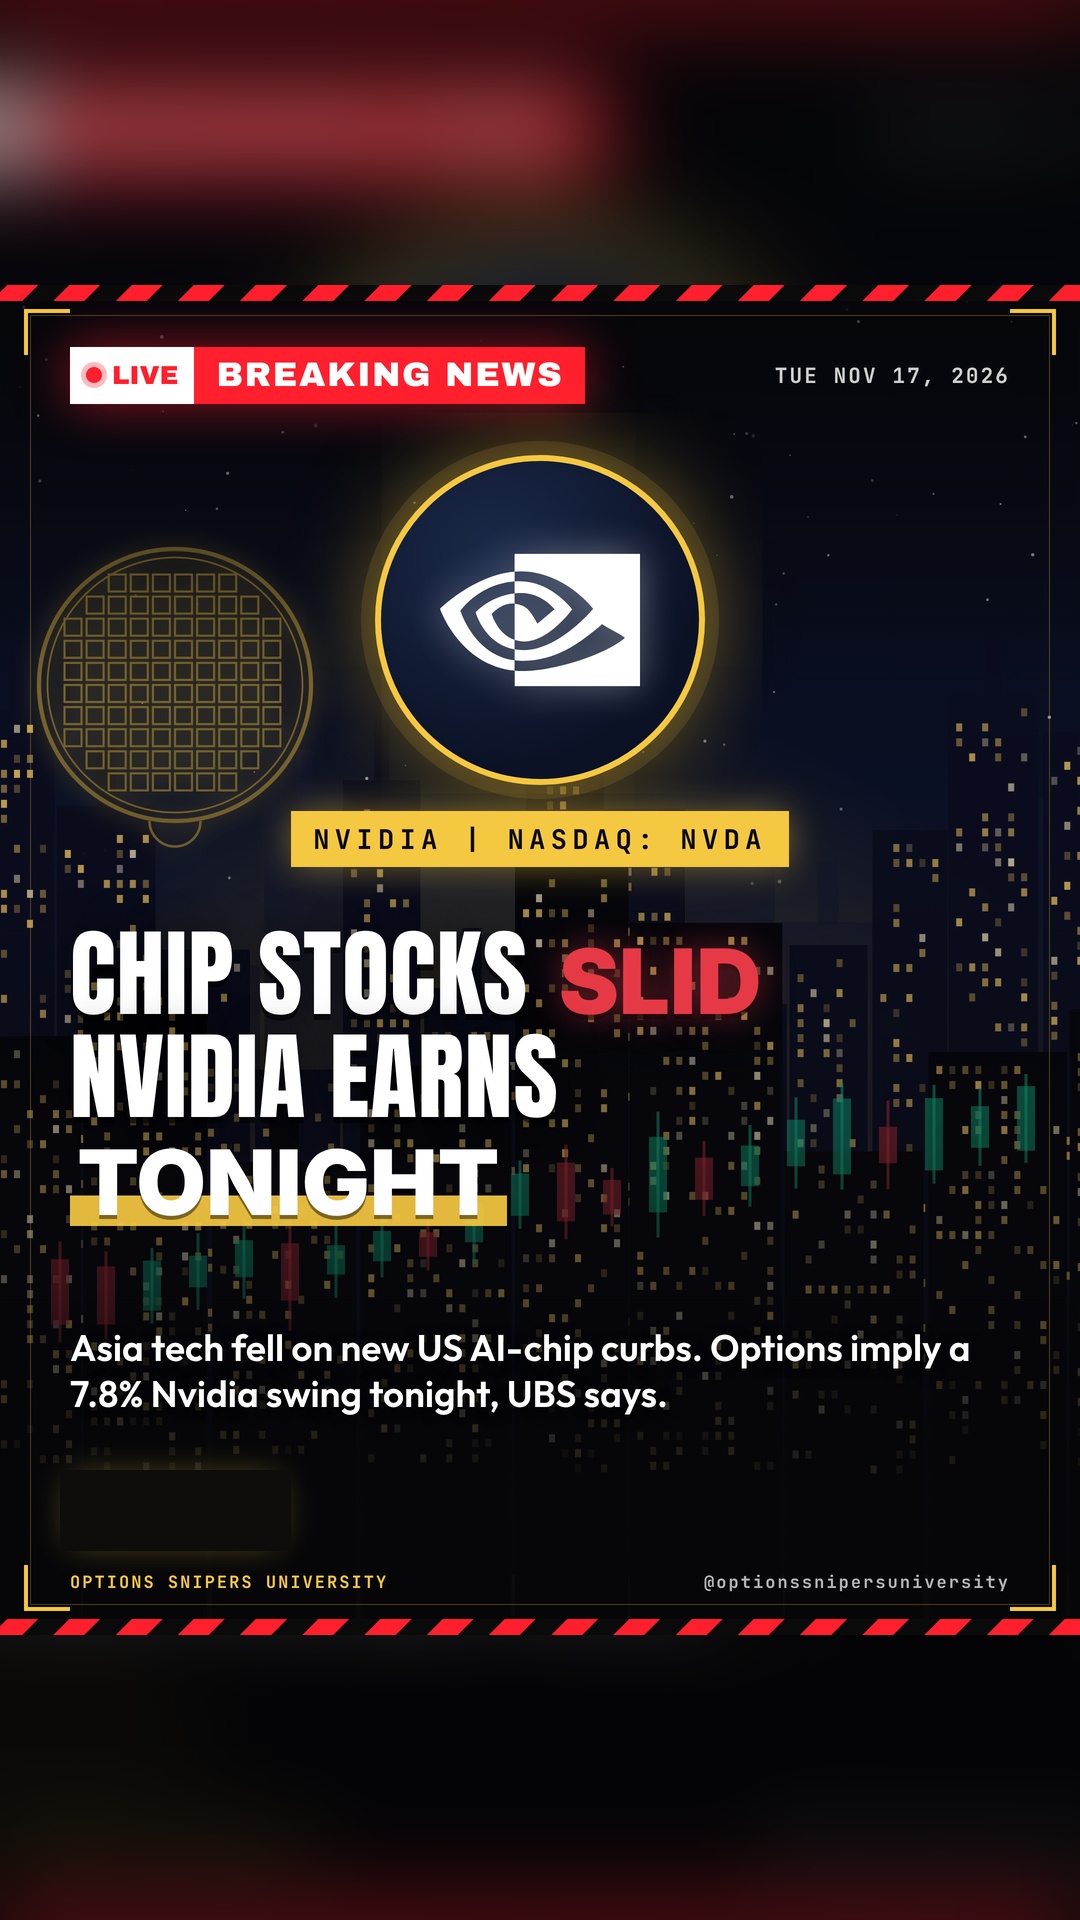 LIVE BREAKING NEWS
TUE NOV 17, 2026
NVIDIA | NASDAQ: NVDA
CHIP STOCKS SLID
NVIDIA EARNS
TONIGHT
Asia tech fell on new US AI-chip curbs. Options imply a
7.8% Nvidia swing tonight, UBS says.
OPTIONS SNIPERS UNIVERSITY
@optionssnipersuniversity